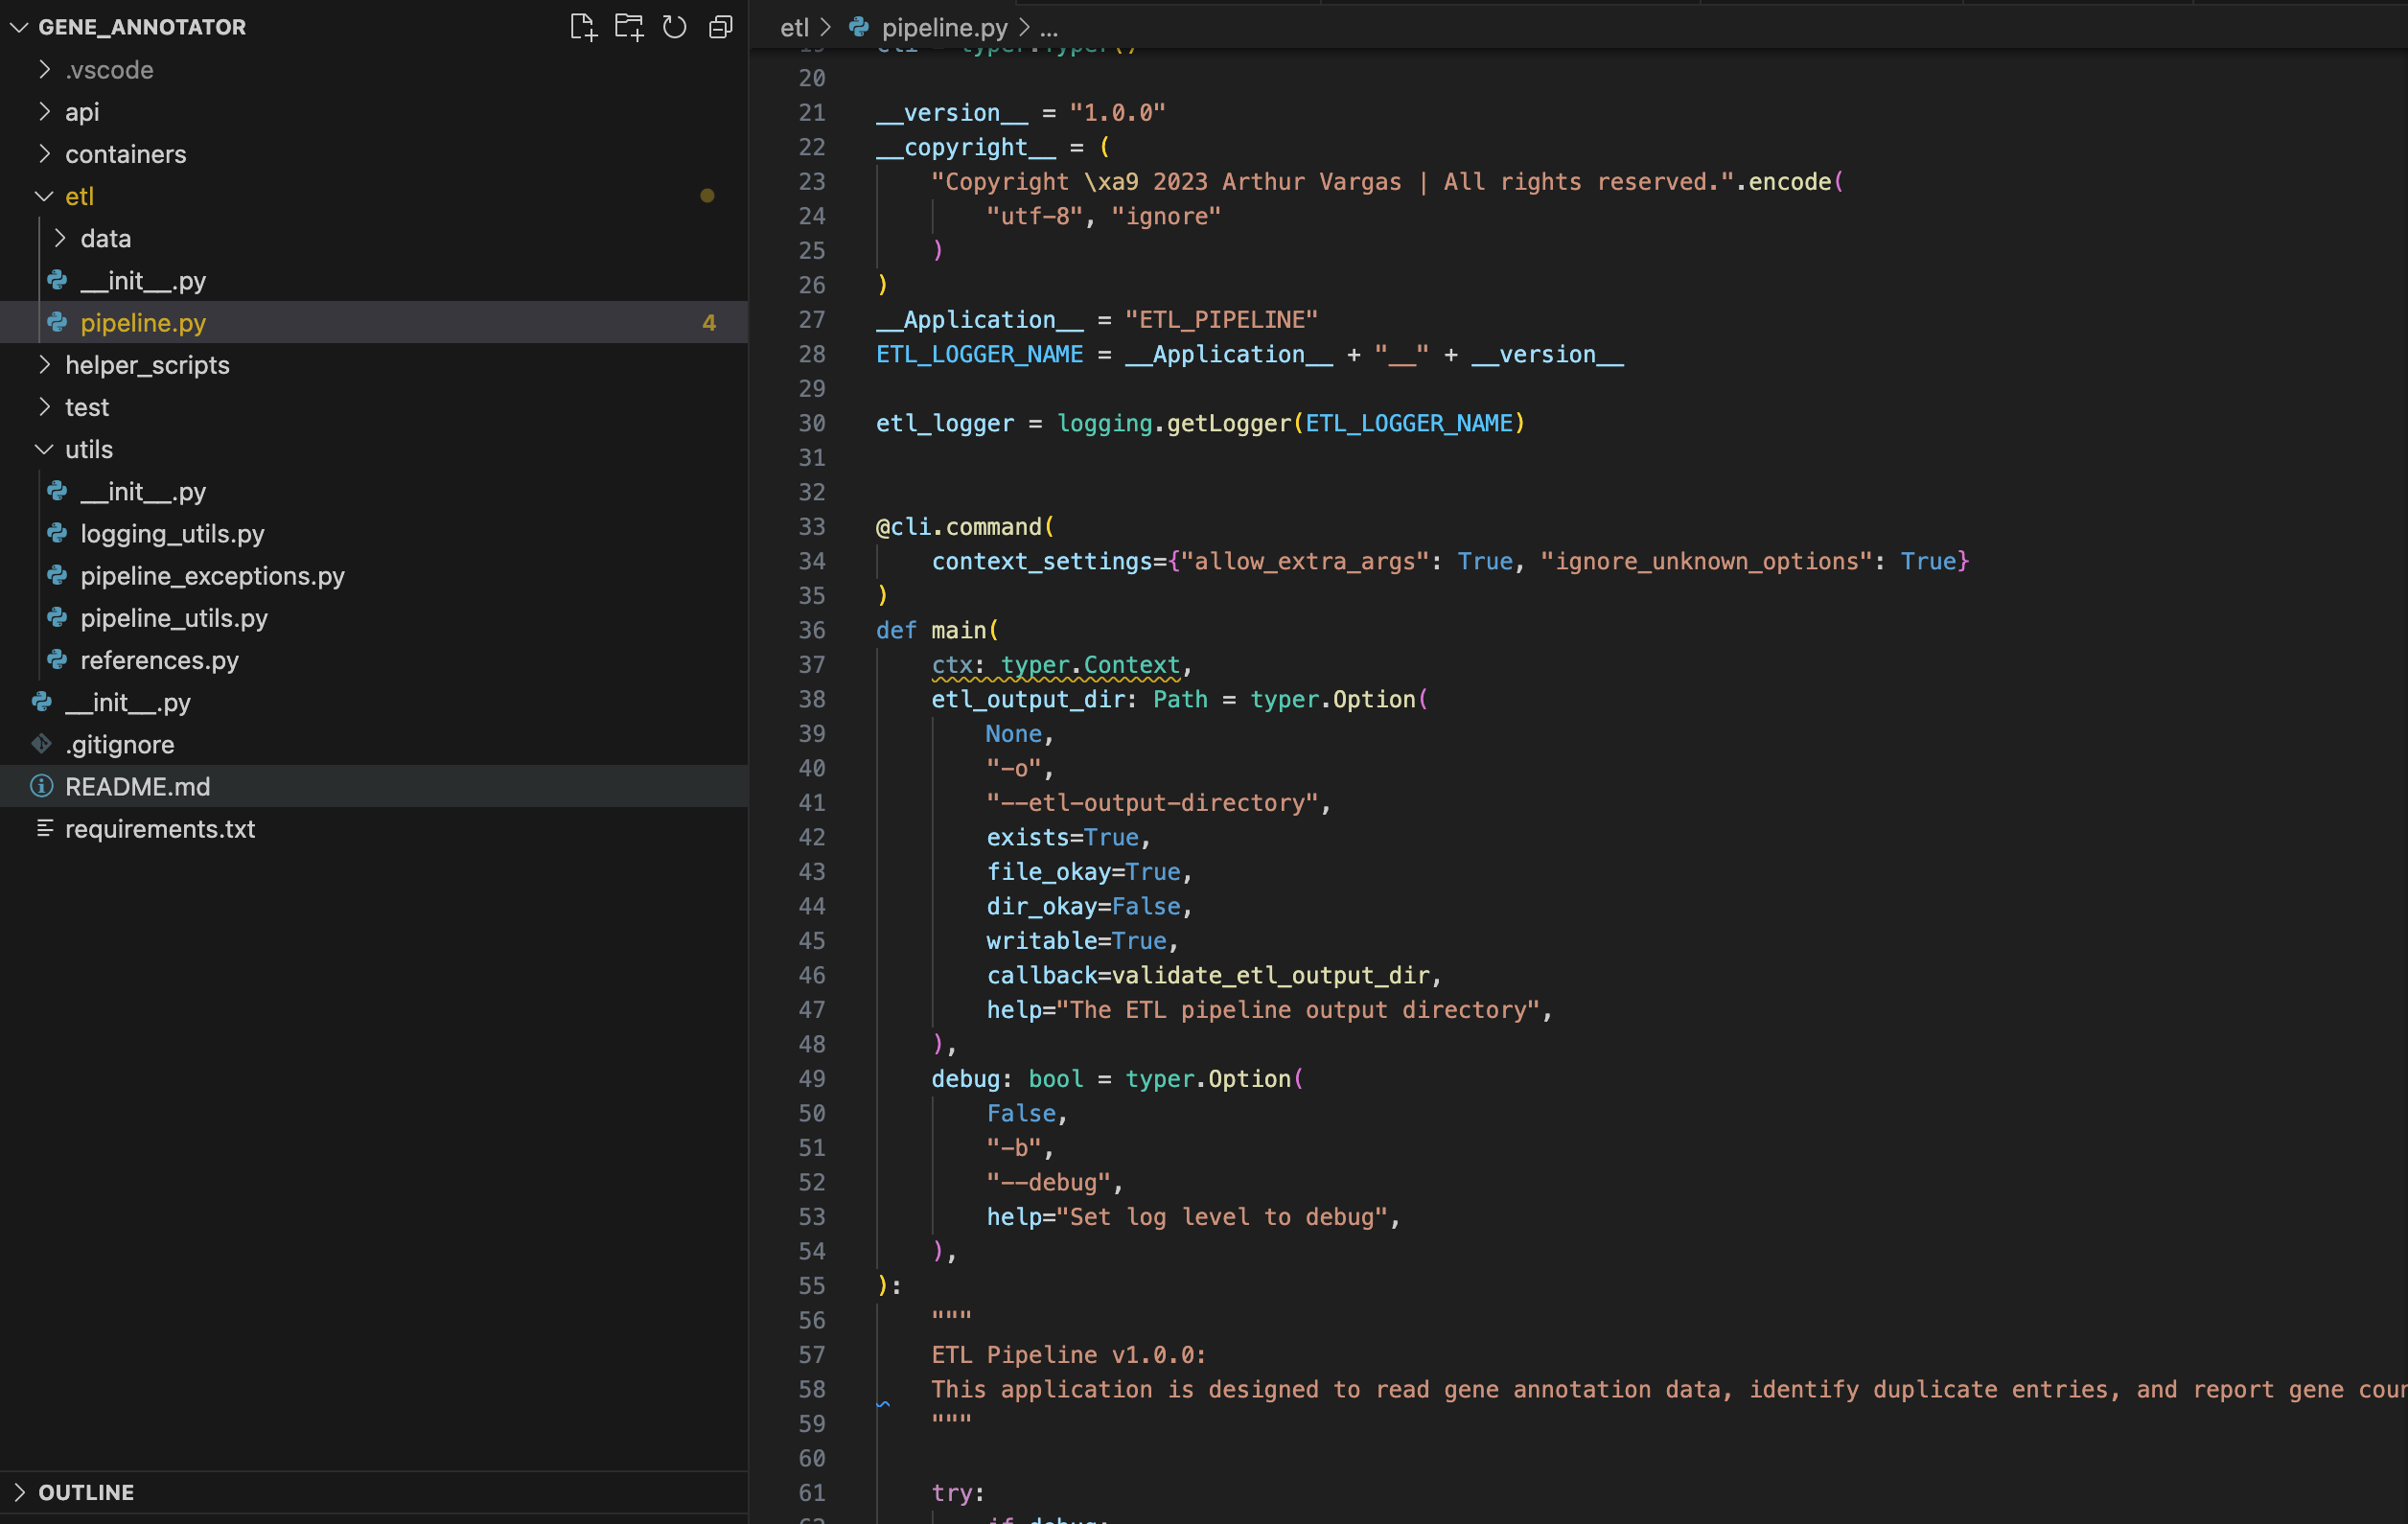 GENE_ANNOTATOR
.vscode
api
containers
etl
data
__init__.py
pipeline.py 4
helper_scripts
test
utils
__init__.py
logging_utils.py
pipeline_exceptions.py
pipeline_utils.py
references.py
__init__.py
.gitignore
README.md
requirements.txt
OUTLINE
etl > pipeline.py > ...
19 cli = typer.Typer()
20
21 __version__ = "1.0.0"
22 __copyright__ = (
23     "Copyright \xa9 2023 Arthur Vargas | All rights reserved.".encode(
24         "utf-8", "ignore"
25     )
26 )
27 __Application__ = "ETL_PIPELINE"
28 ETL_LOGGER_NAME = __Application__ + "__" + __version__
29
30 etl_logger = logging.getLogger(ETL_LOGGER_NAME)
31
32
33 @cli.command(
34     context_settings={"allow_extra_args": True, "ignore_unknown_options": True}
35 )
36 def main(
37     ctx: typer.Context,
38     etl_output_dir: Path = typer.Option(
39         None,
40         "-o",
41         "--etl-output-directory",
42         exists=True,
43         file_okay=True,
44         dir_okay=False,
45         writable=True,
46         callback=validate_etl_output_dir,
47         help="The ETL pipeline output directory",
48     ),
49     debug: bool = typer.Option(
50         False,
51         "-b",
52         "--debug",
53         help="Set log level to debug",
54     ),
55 ):
56     """
57     ETL Pipeline v1.0.0:
58     This application is designed to read gene annotation data, identify duplicate entries, and report gene
59     """
60
61     try:
62         if debug: